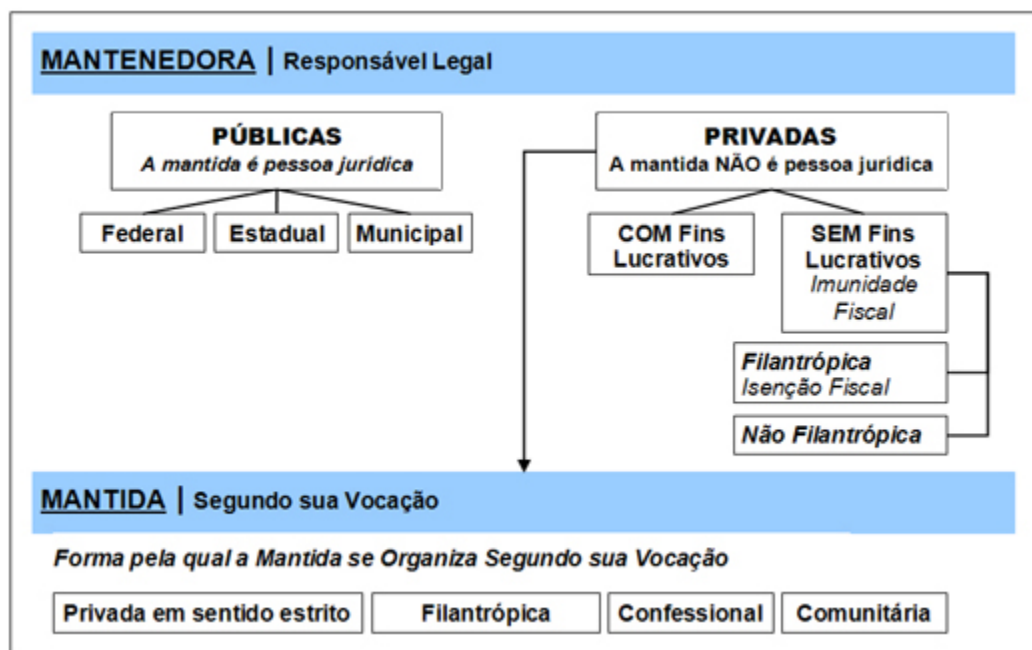 MANTENEDORA | Responsável Legal
PÚBLICAS
A mantida é pessoa jurídica
Federal
Estadual
Municipal
PRIVADAS
A mantida NÃO é pessoa jurídica
COM Fins
Lucrativos
SEM Fins
Lucrativos
Imunidade
Fiscal
Filantrópica
Isenção Fiscal
Não Filantrópica
MANTIDA | Segundo sua Vocação
Forma pela qual a Mantida se Organiza Segundo sua Vocação
Privada em sentido estrito
Filantrópica
Confessional
Comunitária